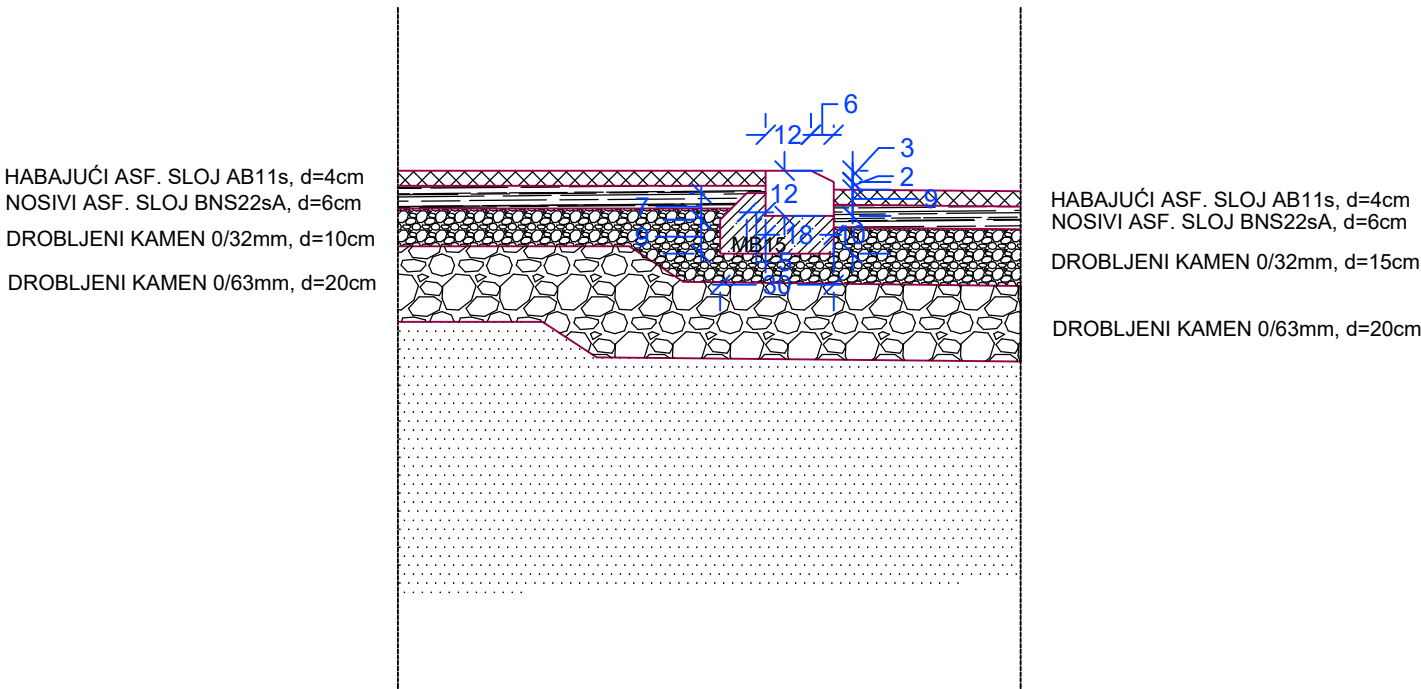 6
12
3
2
9
HABAJUĆI ASF. SLOJ AB11s, d=4cm
NOSIVI ASF. SLOJ BNS22sA, d=6cm
DROBLJENI KAMEN 0/32mm, d=10cm
DROBLJENI KAMEN 0/63mm, d=20cm
12
7
18
10
9
MB15
5
30
HABAJUĆI ASF. SLOJ AB11s, d=4cm
NOSIVI ASF. SLOJ BNS22sA, d=6cm
DROBLJENI KAMEN 0/32mm, d=15cm
DROBLJENI KAMEN 0/63mm, d=20cm